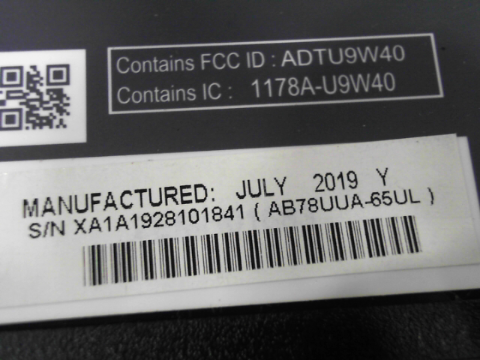 Contains FCC ID : ADTU9W40
Contains IC : 1178A-U9W40
MANUFACTURED: JULY 2019 Y
S/N XA1A1928101841 ( AB78UUA-65UL )